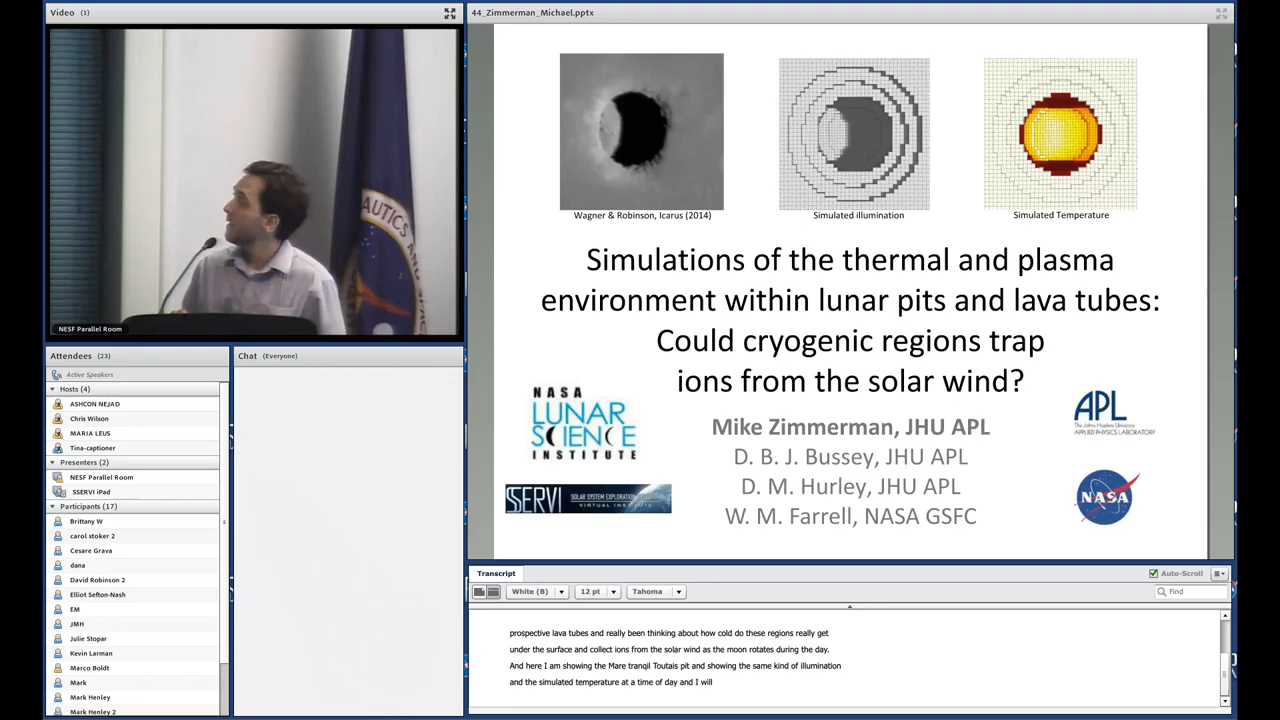 Video (1)
AUTICS AND
NESF Parallel Room
Attendees (23)
Active Speakers
Hosts (4)
ASHCON NEJAD
Chris Wilson
MARIA LEUS
Tina-captioner
Presenters (2)
NESF Parallel Room
SSERVI iPad
Participants (17)
Brittany W
carol stoker 2
Cesare Grava
dana
David Robinson 2
Elliot Sefton-Nash
EM
JMH
Julie Stopar
Kevin Larman
Marco Boldt
Mark
Mark Henley
Mark Henley 2
Chat (Everyone)
44_Zimmerman_Michael.pptx
Wagner & Robinson, Icarus (2014)
Simulated illumination
Simulated Temperature
Simulations of the thermal and plasma
environment within lunar pits and lava tubes:
Could cryogenic regions trap
ions from the solar wind?
NASA
LUNAR
SCIENCE
INSTITUTE
SSERVI SOLAR SYSTEM EXPLORATION
VIRTUAL INSTITUTE
Mike Zimmerman, JHU APL
D. B. J. Bussey, JHU APL
D. M. Hurley, JHU APL
W. M. Farrell, NASA GSFC
APL
The Johns Hopkins University
APPLIED PHYSICS LABORATORY
NASA
Transcript
Auto-Scroll
White (B)
12 pt
Tahoma
Find
prospective lava tubes and really been thinking about how cold do these regions really get
under the surface and collect ions from the solar wind as the moon rotates during the day.
And here I am showing the Mare tranqil Toutais pit and showing the same kind of illumination
and the simulated temperature at a time of day and I will